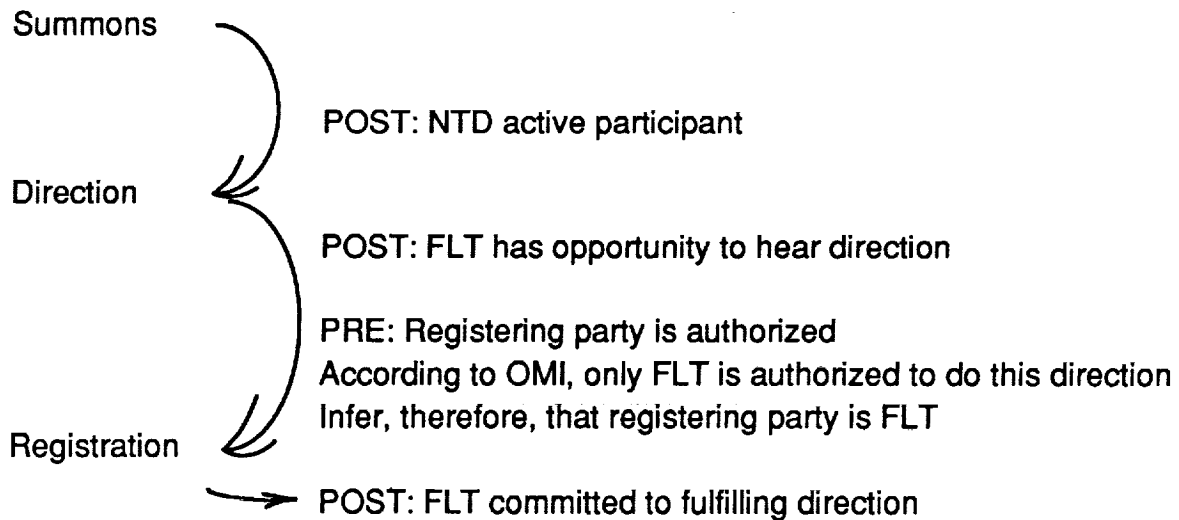 Summons
POST: NTD active participant
Direction
POST: FLT has opportunity to hear direction
PRE: Registering party is authorized
According to OMI, only FLT is authorized to do this direction
Infer, therefore, that registering party is FLT
Registration
POST: FLT committed to fulfilling direction